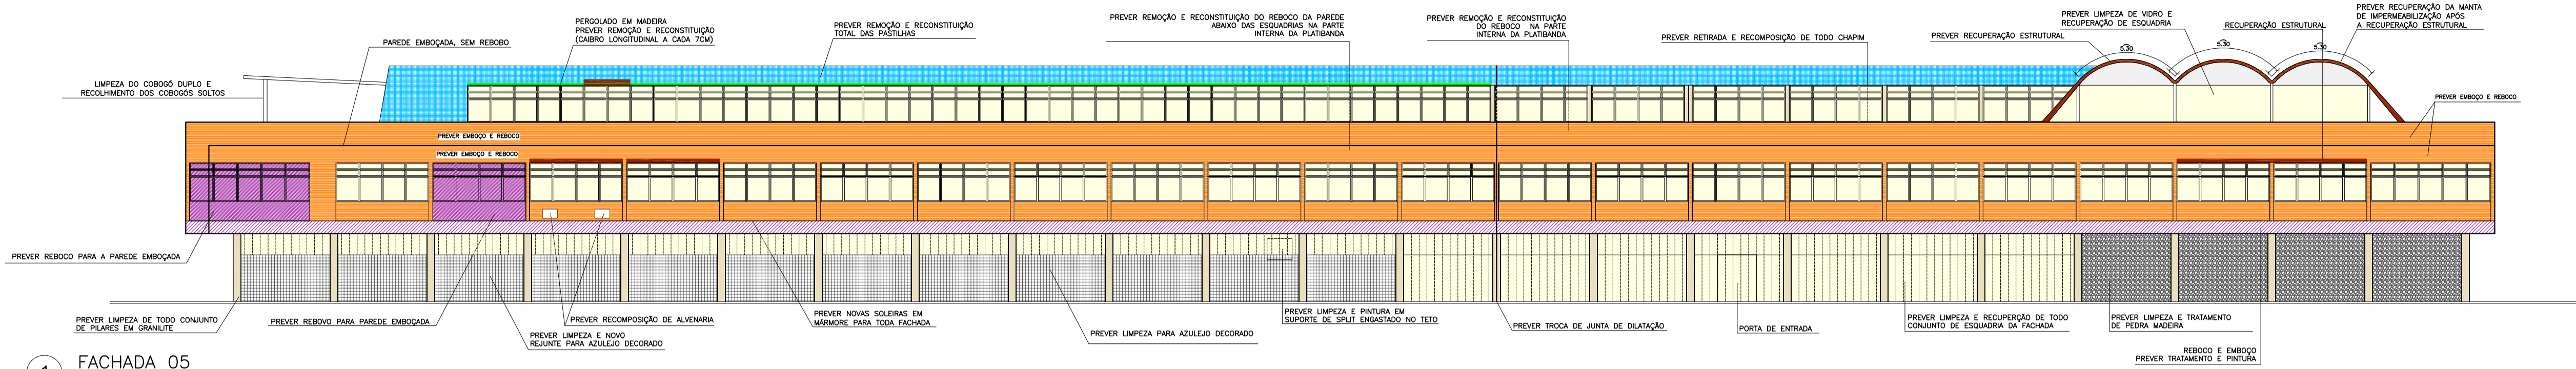 PERGOLADO EM MADEIRA
PREVER REMOÇÃO E RECONSTITUIÇÃO
(CAIBRO LONGITUDINAL A CADA 7CM)
PREVER REMOÇÃO E RECONSTITUIÇÃO
TOTAL DAS PASTILHAS
PREVER REMOÇÃO E RECONSTITUIÇÃO DO REBOCO DA PAREDE
ABAIXO DAS ESQUADRIAS NA PARTE
INTERNA DA PLATIBANDA
PREVER REMOÇÃO E RECONSTITUIÇÃO
DO REBOCO NA PARTE
INTERNA DA PLATIBANDA
PREVER RETIRADA E RECOMPOSIÇÃO DE TODO CHAPIM
PREVER LIMPEZA DE VIDRO E
RECUPERAÇÃO DE ESQUADRIA
PREVER RECUPERAÇÃO ESTRUTURAL
RECUPERAÇÃO ESTRUTURAL
PREVER RECUPERAÇÃO DA MANTA
DE IMPERMEABILIZAÇÃO APÓS
A RECUPERAÇÃO ESTRUTURAL
PAREDE EMBOÇADA, SEM REBOBO
5.30
5.30
5.30
LIMPEZA DO COBOGÓ DUPLO E
RECOLHIMENTO DOS COBOGÓS SOLTOS
PREVER EMBOÇO E REBOCO
PREVER EMBOÇO E REBOCO
PREVER EMBOÇO E REBOCO
PREVER REBOCO PARA A PAREDE EMBOÇADA
PREVER LIMPEZA DE TODO CONJUNTO
DE PILARES EM GRANILITE
PREVER REBOVO PARA PAREDE EMBOÇADA
PREVER LIMPEZA E NOVO
REJUNTE PARA AZULEJO DECORADO
PREVER RECOMPOSIÇÃO DE ALVENARIA
PREVER NOVAS SOLEIRAS EM
MÁRMORE PARA TODA FACHADA
PREVER LIMPEZA PARA AZULEJO DECORADO
PREVER LIMPEZA E PINTURA EM
SUPORTE DE SPLIT ENGASTADO NO TETO
PREVER TROCA DE JUNTA DE DILATAÇÃO
PORTA DE ENTRADA
PREVER LIMPEZA E RECUPERÇÃO DE TODO
CONJUNTO DE ESQUADRIA DA FACHADA
PREVER LIMPEZA E TRATAMENTO
DE PEDRA MADEIRA
REBOCO E EMBOÇO
PREVER TRATAMENTO E PINTURA
1
FACHADA 05